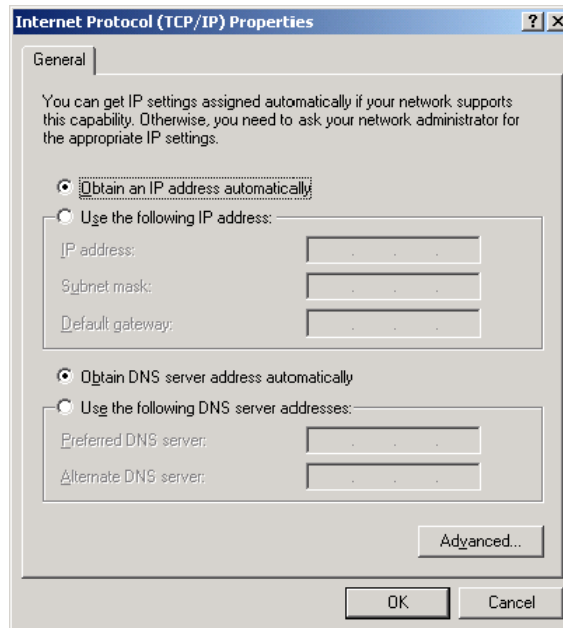 Internet Protocol (TCP/IP) Properties
General
You can get IP settings assigned automatically if your network supports
this capability. Otherwise, you need to ask your network administrator for
the appropriate IP settings.
Obtain an IP address automatically
Use the following IP address:
IP address:
Subnet mask:
Default gateway:
Obtain DNS server address automatically
Use the following DNS server addresses:
Preferred DNS server:
Alternate DNS server:
Advanced...
OK Cancel